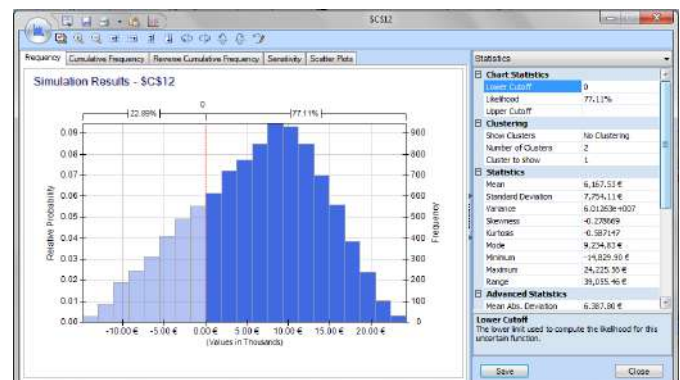 $C$12
Frequency
Cumulative Frequency
Reverse Cumulative Frequency
Sensitivity
Scatter Plots
Simulation Results - $C$12
0
22.89%
77.11%
Relative Probability
0.09
0.08
0.07
0.06
0.05
0.04
0.03
0.02
0.01
0.00
900
800
700
600
500
400
300
200
100
0
Frequency
-10.00 € -5.00 € 0.00 € 5.00 € 10.00 € 15.00 € 20.00 €
(Values in Thousands)
Statistics
Chart Statistics
Lower Cutoff 0
Likelihood 77.11%
Upper Cutoff
Clustering
Show Clusters No Clustering
Number of Clusters 2
Cluster to show 1
Statistics
Mean 6,167.53 €
Standard Deviation 7,754.11 €
Variance 6.01263e+007
Skewness -0.278669
Kurtosis -0.587147
Mode 9,234.83 €
Minimum -14,829.90 €
Maximum 24,225.56 €
Range 39,055.46 €
Advanced Statistics
Mean Abs. Deviation 6,387.80 €
Lower Cutoff
The lower limit used to compute the likelihood for this
uncertain function.
Save
Close